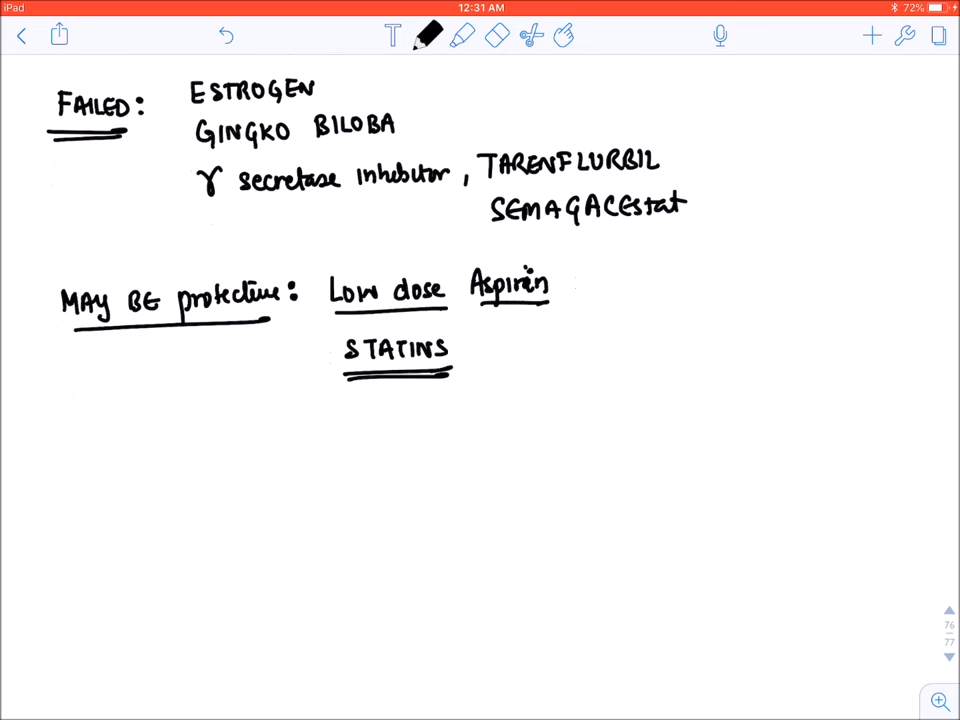 iPad
12:31 AM
72%
T
FAILED: ESTROGEN
GINGKO BILOBA
γ secretase inhibitor, TARENFLURBIL
SEMAGACEstat
MAY BE protective: Low dose Aspirin
STATINS
76
77